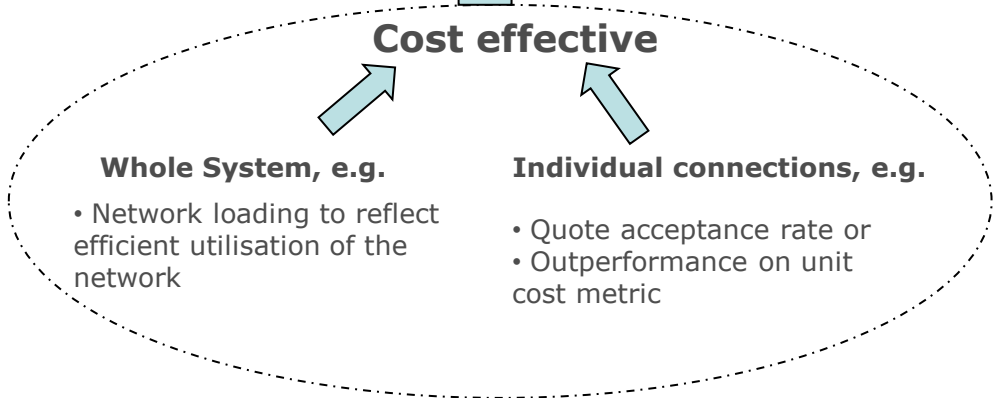 Cost effective
Whole System, e.g.
• Network loading to reflect
efficient utilisation of the
network
Individual connections, e.g.
• Quote acceptance rate or
• Outperformance on unit
cost metric